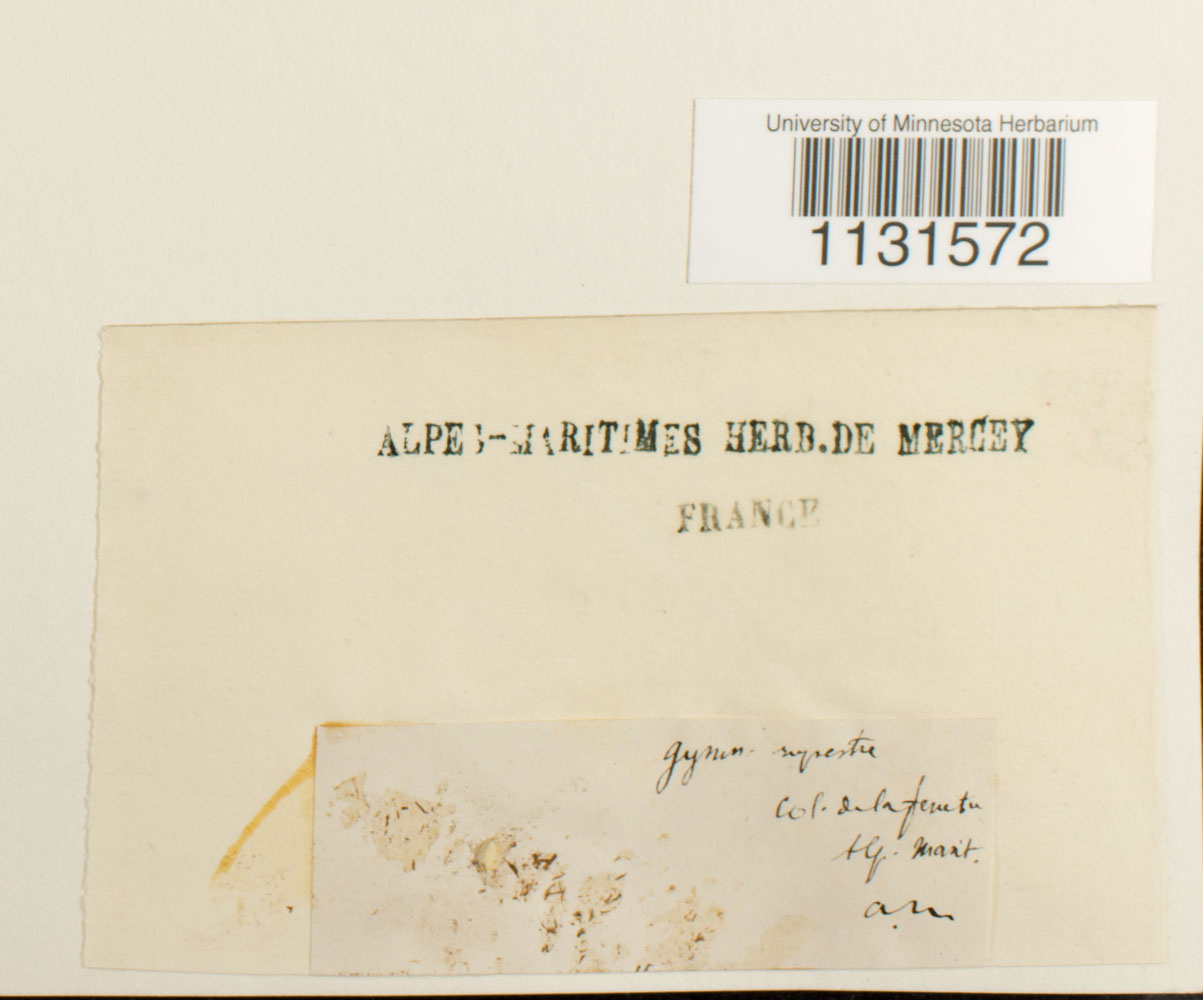 University of Minnesota Herbarium
1131572
ALPES-MARITIMES HERB. DE MERCEY
FRANCE
Gymn. rupestre
Col. de la fenetre
Alp. Marit.
a.m